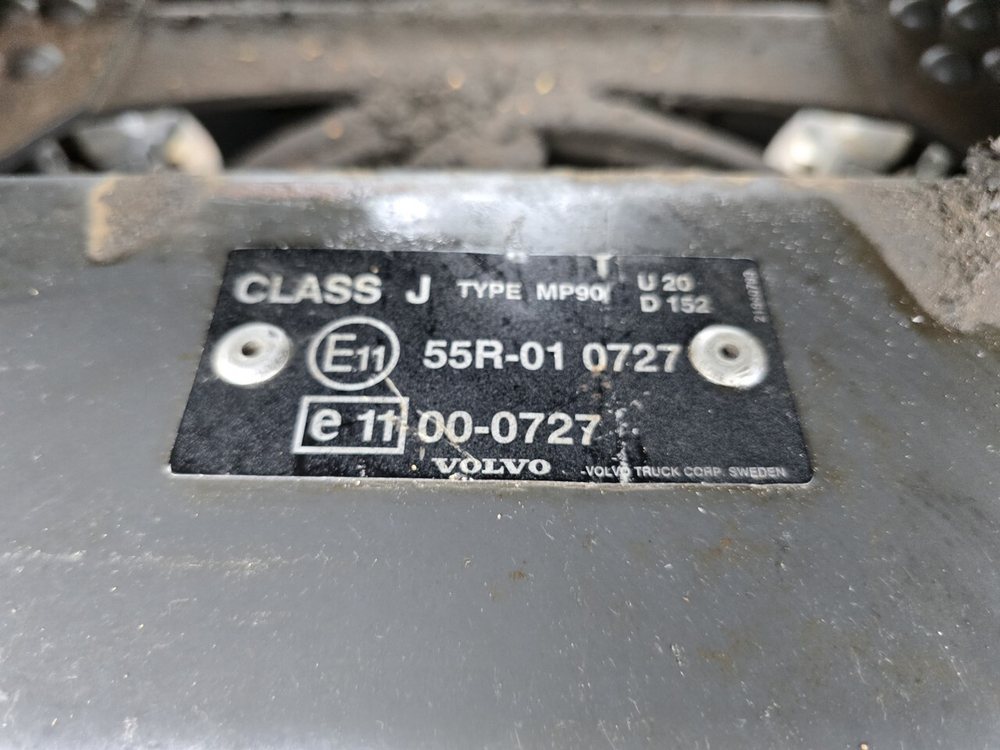 CLASS J TYPE MP90 U 20
D 152
E11 55R-01 0727
e 11 00-0727
VOLVO
VOLVO TRUCK CORP. SWEDEN